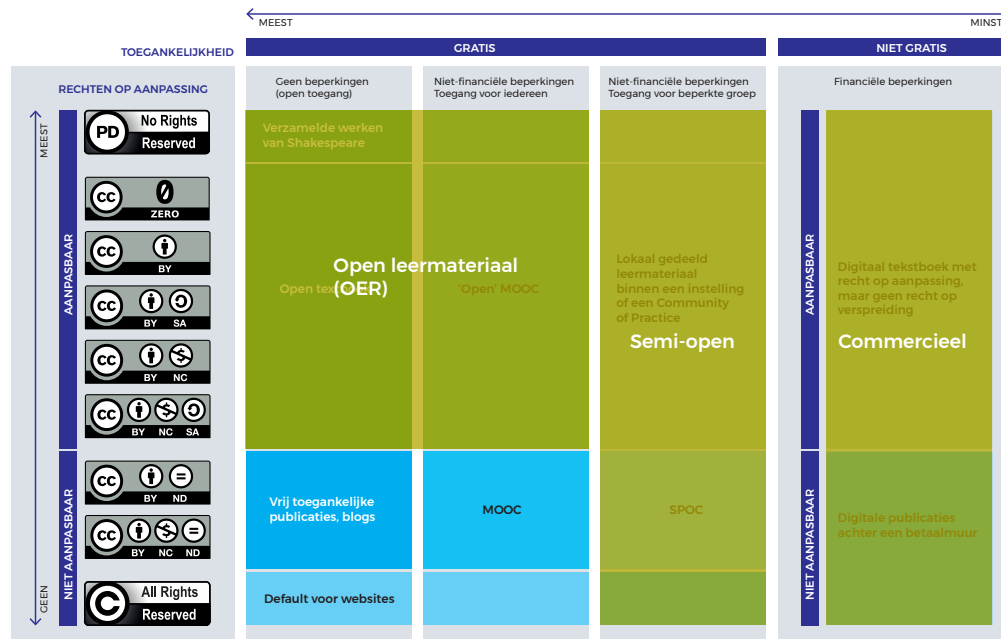 MEEST
MINST
TOEGANKELIJKHEID
GRATIS
NIET GRATIS
RECHTEN OP AANPASSING
Geen beperkingen
(open toegang)
Niet-financiële beperkingen
Toegang voor iedereen
Niet-financiële beperkingen
Toegang voor beperkte groep
Financiële beperkingen
MEEST
GEEN
AANPASBAAR
NIET AANPASBAAR
PD
No Rights
Reserved
cc
0
ZERO
cc
BY
cc
BY SA
cc
BY NC
cc
BY NC SA
cc
BY ND
cc
BY NC ND
C
All Rights
Reserved
Verzamelde werken
van Shakespeare
Open leermateriaal
(OER)
Open
'Open' MOOC
Lokaal gedeeld
leermateriaal
binnen een instelling
of een Community
of Practice
Semi-open
AANPASBAAR
Digitaal tekstboek met
recht op aanpassing,
maar geen recht op
verspreiding
Commercieel
Vrij toegankelijke
publicaties, blogs
MOOC
SPOC
NIET AANPASBAAR
Digitale publicaties
achter een betaalmuur
Default voor websites